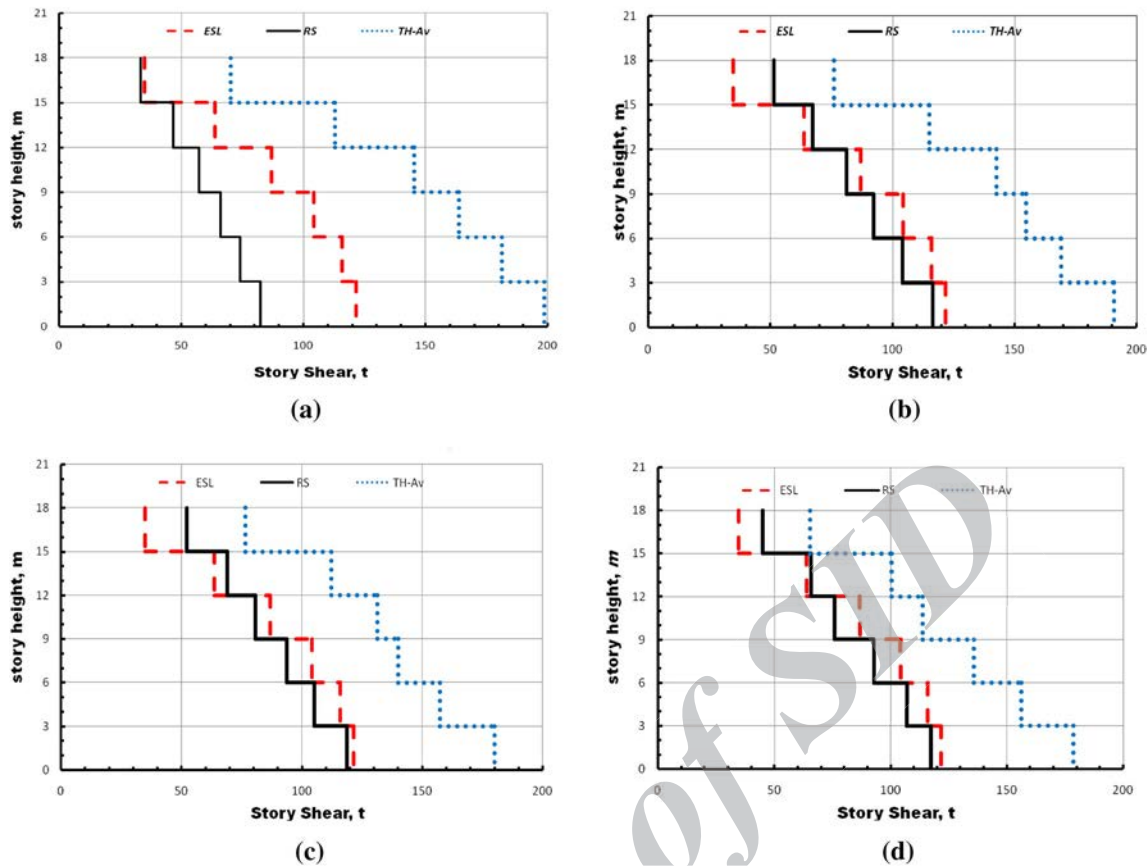 21
18
15
12
9
6
3
0
story height, m
ESL RS TH-Av
0 50 100 150 200
Story Shear, t
(a)
21
18
15
12
9
6
3
0
story height, m
ESL RS TH-Av
0 50 100 150 200
Story Shear, t
(b)
21
18
15
12
9
6
3
0
story height, m
ESL RS TH-Av
0 50 100 150 200
Story Shear, t
(c)
21
18
15
12
9
6
3
0
story height, m
ESL RS TH-Av
0 50 100 150 200
Story Shear, t
(d)
of SID